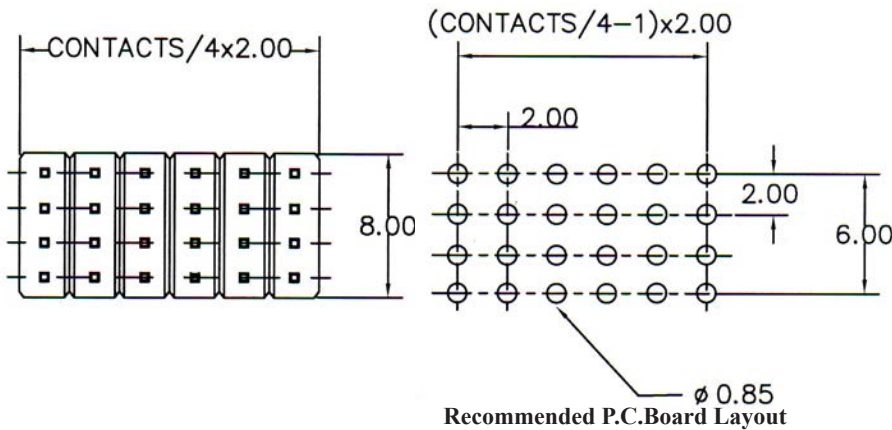 (CONTACTS/4-1)x2.00
CONTACTS/4x2.00
2.00
8.00
2.00
6.00
ø 0.85
Recommended P.C.Board Layout